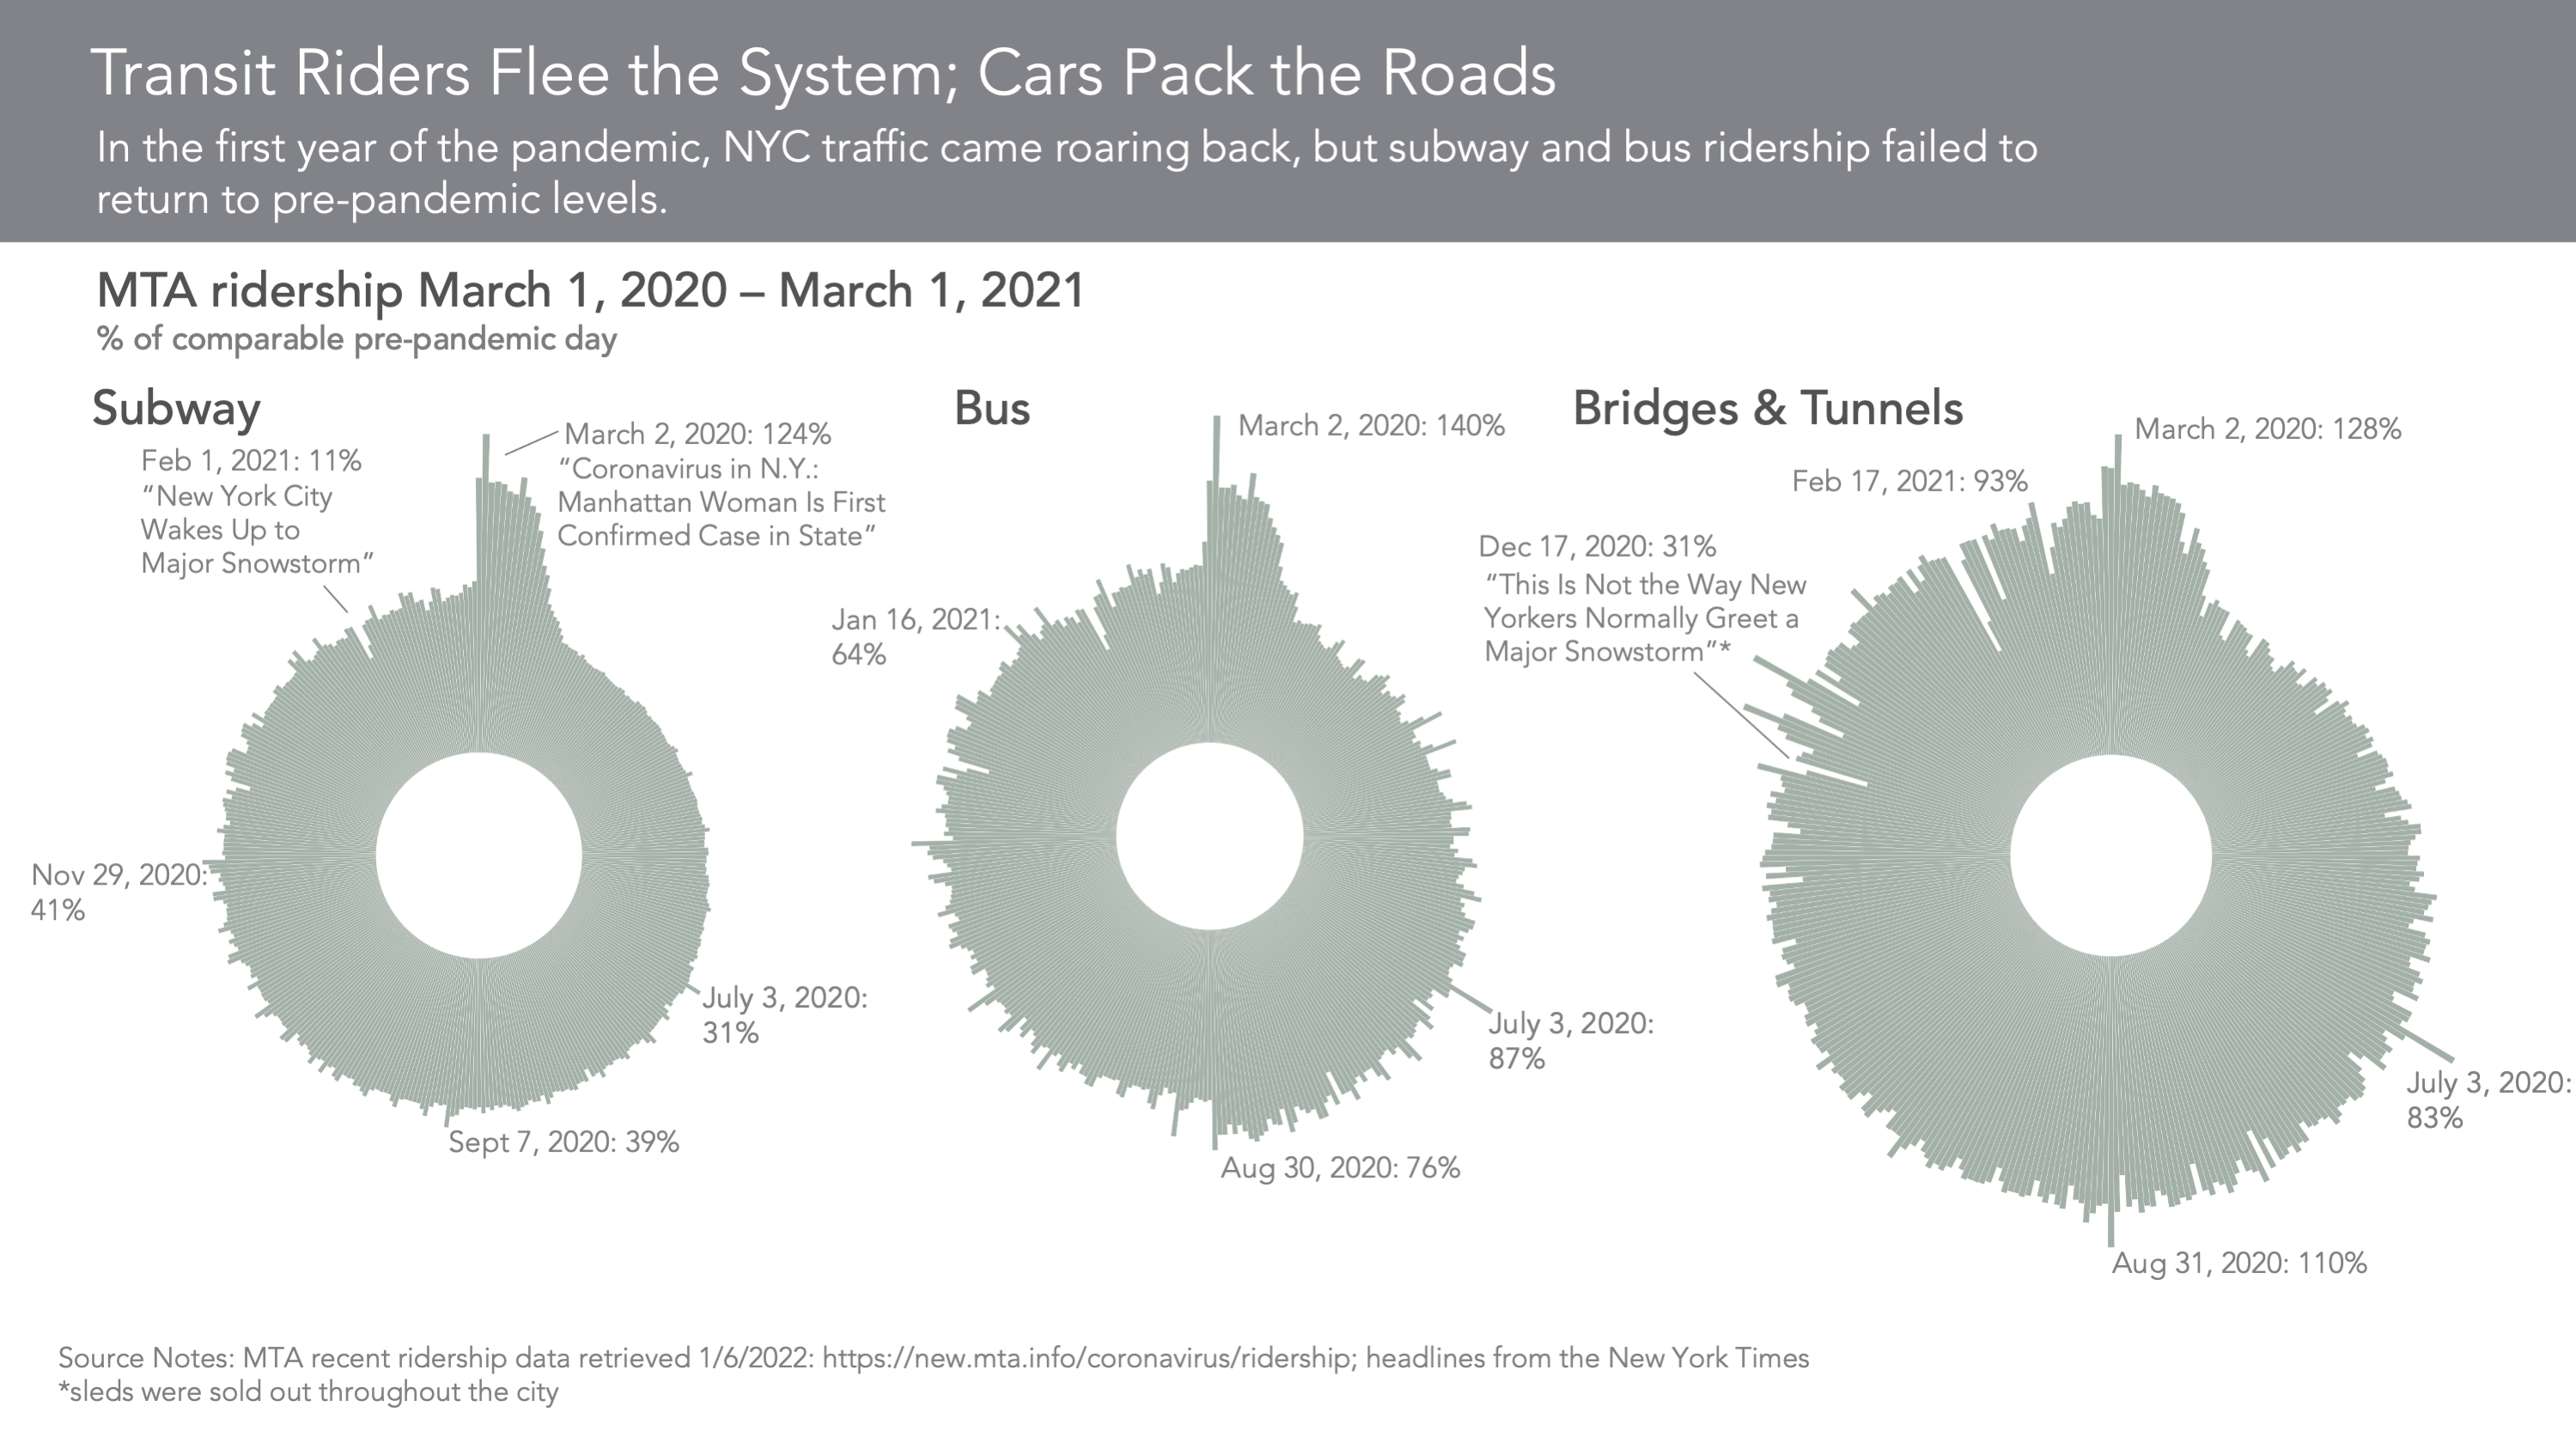 Transit Riders Flee the System; Cars Pack the Roads
In the first year of the pandemic, NYC traffic came roaring back, but subway and bus ridership failed to
return to pre-pandemic levels.
MTA ridership March 1, 2020 – March 1, 2021
% of comparable pre-pandemic day
Subway
Feb 1, 2021: 11%
“New York City
Wakes Up to
Major Snowstorm”
March 2, 2020: 124%
“Coronavirus in N.Y.:
Manhattan Woman Is First
Confirmed Case in State”
Nov 29, 2020:
41%
July 3, 2020:
31%
Sept 7, 2020: 39%
Bus
March 2, 2020: 140%
Jan 16, 2021:
64%
July 3, 2020:
87%
Aug 30, 2020: 76%
Bridges & Tunnels
March 2, 2020: 128%
Feb 17, 2021: 93%
Dec 17, 2020: 31%
“This Is Not the Way New
Yorkers Normally Greet a
Major Snowstorm”*
July 3, 2020:
83%
Aug 31, 2020: 110%
Source Notes: MTA recent ridership data retrieved 1/6/2022: https://new.mta.info/coronavirus/ridership; headlines from the New York Times
*sleds were sold out throughout the city